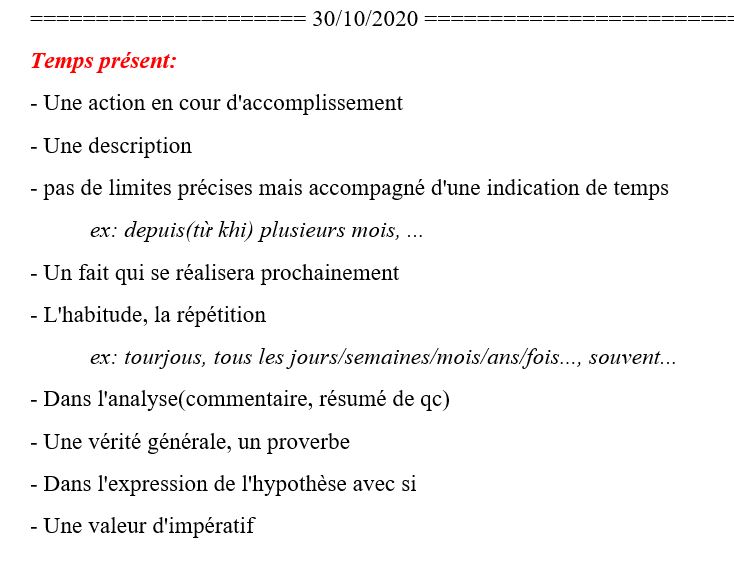 ===================== 30/10/2020 ========================
Temps présent:
- Une action en cour d'accomplissement
- Une description
- pas de limites précises mais accompagné d'une indication de temps
ex: depuis(từ khi) plusieurs mois, ...
- Un fait qui se réalisera prochainement
- L'habitude, la répétition
ex: tourjous, tous les jours/semaines/mois/ans/fois..., souvent...
- Dans l'analyse(commentaire, résumé de qc)
- Une vérité générale, un proverbe
- Dans l'expression de l'hypothèse avec si
- Une valeur d'impératif